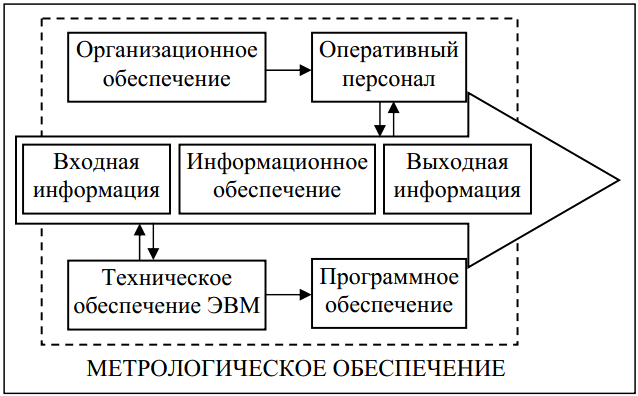 Организационное
обеспечение
Оперативный
персонал
Входная
информация
Информационное
обеспечение
Выходная
информация
Техническое
обеспечение ЭВМ
Программное
обеспечение
МЕТРОЛОГИЧЕСКОЕ ОБЕСПЕЧЕНИЕ